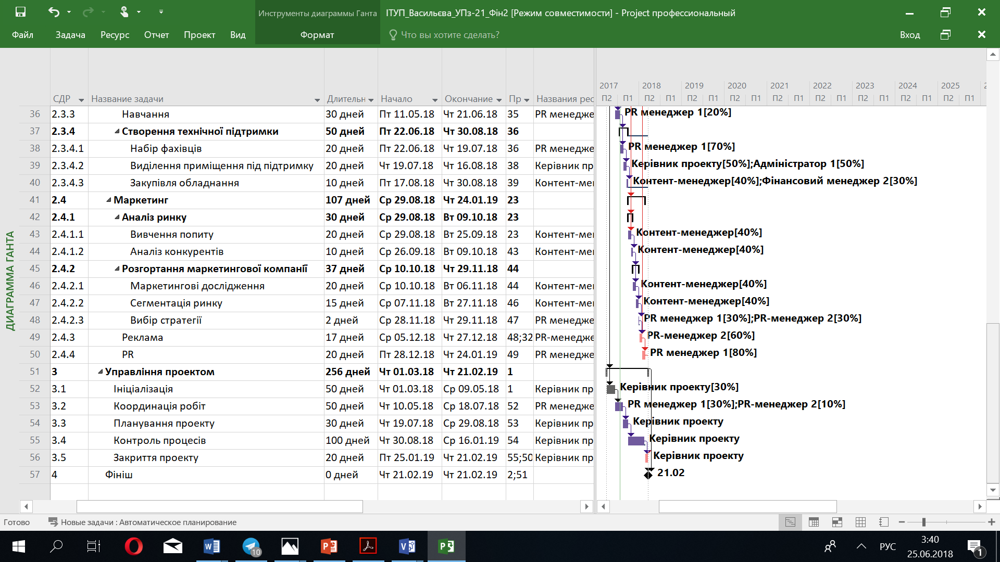 Инструменты диаграммы Ганта
ІТУП_Васильєва_УПз-21_Фін2 [Режим совместимости] - Project профессиональный
Файл Задача Ресурс Отчет Проект Вид Формат Что вы хотите сделать? Вход
2017 2018 2019 2020 2021 2022 2023 2024 2025
СДР Название задачи Длительн Начало Окончание Пр Названия рес П2 П1 П2 П1 П2 П1 П2 П1 П2 П1 П2 П1 П2 П1 П2 П1 П2 П1
ДИАГРАММА ГАНТА
36 2.3.3 Навчання 30 дней Пт 11.05.18 Чт 21.06.18 35 PR менедже PR менеджер 1[20%]
37 2.3.4 Створення технічної підтримки 50 дней Пт 22.06.18 Чт 30.08.18 36
38 2.3.4.1 Набір фахівців 20 дней Пт 22.06.18 Чт 19.07.18 36 PR менедже PR менеджер 1[70%]
39 2.3.4.2 Виділення приміщення під підтримку 20 дней Чт 19.07.18 Чт 16.08.18 38 Керівник пр Керівник проекту[50%];Адміністратор 1[50%]
40 2.3.4.3 Закупівля обладнання 10 дней Пт 17.08.18 Чт 30.08.18 39 Контент-ме Контент-менеджер[40%];Фінансовий менеджер 2[30%]
41 2.4 Маркетинг 107 дней Ср 29.08.18 Чт 24.01.19 23
42 2.4.1 Аналіз ринку 30 дней Ср 29.08.18 Вт 09.10.18 23
43 2.4.1.1 Вивчення попиту 20 дней Ср 29.08.18 Вт 25.09.18 23 Контент-ме Контент-менеджер[40%]
44 2.4.1.2 Аналіз конкурентів 10 дней Ср 26.09.18 Вт 09.10.18 43 Контент-ме Контент-менеджер[40%]
45 2.4.2 Розгортання маркетингової компанії 37 дней Ср 10.10.18 Чт 29.11.18 44
46 2.4.2.1 Маркетингові дослідження 20 дней Ср 10.10.18 Вт 06.11.18 44 Контент-ме Контент-менеджер[40%]
47 2.4.2.2 Сегментація ринку 15 дней Ср 07.11.18 Вт 27.11.18 46 Контент-ме Контент-менеджер[40%]
48 2.4.2.3 Вибір стратегії 2 дней Ср 28.11.18 Чт 29.11.18 47 PR менедже PR менеджер 1[30%];PR-менеджер 2[30%]
49 2.4.3 Реклама 17 дней Ср 05.12.18 Чт 27.12.18 48;32 PR-менедже PR-менеджер 2[60%]
50 2.4.4 PR 20 дней Пт 28.12.18 Чт 24.01.19 49 PR менедже PR менеджер 1[80%]
51 3 Управління проектом 256 дней Чт 01.03.18 Чт 21.02.19 1
52 3.1 Ініціалізація 50 дней Чт 01.03.18 Ср 09.05.18 1 Керівник пр Керівник проекту[30%]
53 3.2 Координація робіт 50 дней Чт 10.05.18 Ср 18.07.18 52 PR менедже PR менеджер 1[30%];PR-менеджер 2[10%]
54 3.3 Планування проекту 30 дней Чт 19.07.18 Ср 29.08.18 53 Керівник пр Керівник проекту
55 3.4 Контроль процесів 100 дней Чт 30.08.18 Ср 16.01.19 54 Керівник пр Керівник проекту
56 3.5 Закриття проекту 20 дней Пт 25.01.19 Чт 21.02.19 55;50 Керівник пр Керівник проекту
57 4 Фініш 0 дней Чт 21.02.19 Чт 21.02.19 2;51 21.02
Готово Новые задачи : Автоматическое планирование
10 РУС 3:40
25.06.2018 1